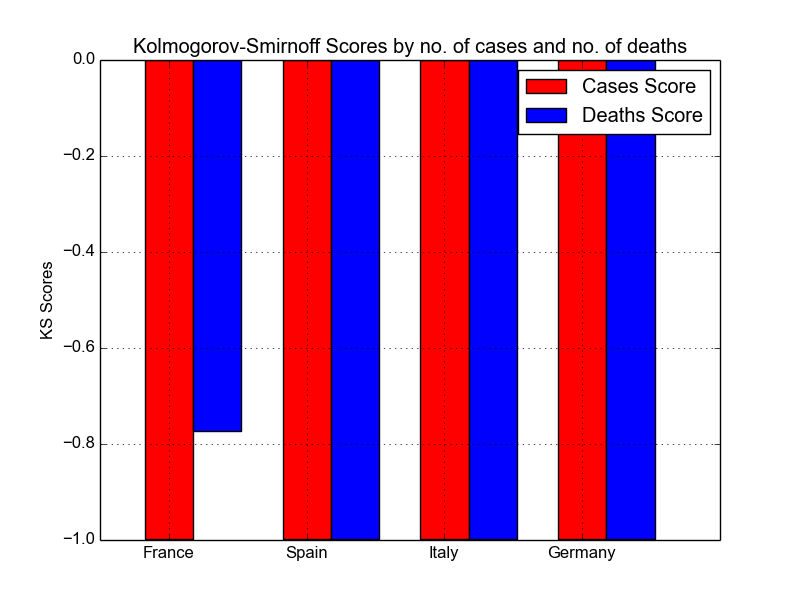 Kolmogorov-Smirnoff Scores by no. of cases and no. of deaths
Cases Score
Deaths Score
0.0
−0.2
−0.4
−0.6
−0.8
−1.0
KS Scores
France Spain Italy Germany